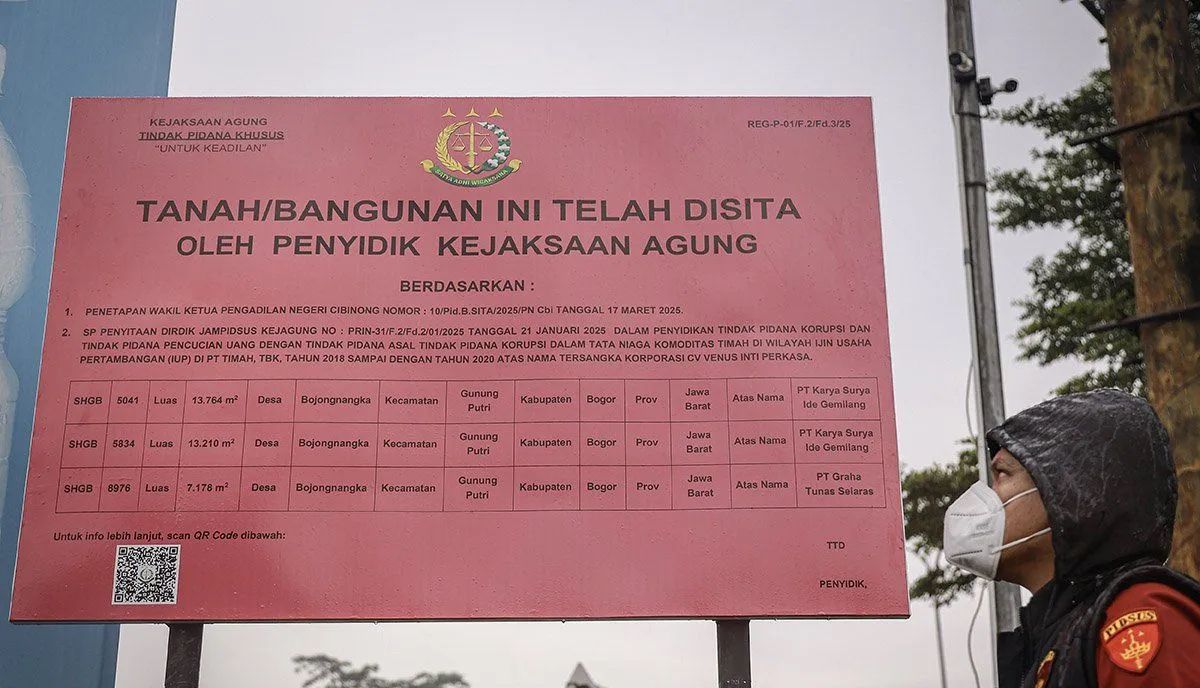 KEJAKSAAN AGUNG
TINDAK PIDANA KHUSUS
"UNTUK KEADILAN"
SATYA ADHI WICAKSANA
REG-P-01/F.2/Fd.3/25
TANAH/BANGUNAN INI TELAH DISITA
OLEH PENYIDIK KEJAKSAAN AGUNG
BERDASARKAN :
1. PENETAPAN WAKIL KETUA PENGADILAN NEGERI CIBINONG NOMOR : 10/Pid.B.SITA/2025/PN Cbi TANGGAL 17 MARET 2025.
2. SP PENYITAAN DIRDIK JAMPIDSUS KEJAGUNG NO : PRIN-31/F.2/Fd.2/01/2025 TANGGAL 21 JANUARI 2025 DALAM PENYIDIKAN TINDAK PIDANA KORUPSI DAN
TINDAK PIDANA PENCUCIAN UANG DENGAN TINDAK PIDANA ASAL TINDAK PIDANA KORUPSI DALAM TATA NIAGA KOMODITAS TIMAH DI WILAYAH IJIN USAHA
PERTAMBANGAN (IUP) DI PT TIMAH, TBK, TAHUN 2018 SAMPAI DENGAN TAHUN 2020 ATAS NAMA TERSANGKA KORPORASI CV VENUS INTI PERKASA.
SHGB 5041 Luas 13.764 m² Desa Bojongnangka Kecamatan Gunung Putri Kabupaten Bogor Prov Jawa Barat Atas Nama PT Karya Surya Ide Gemilang
SHGB 5834 Luas 13.210 m² Desa Bojongnangka Kecamatan Gunung Putri Kabupaten Bogor Prov Jawa Barat Atas Nama PT Karya Surya Ide Gemilang
SHGB 8976 Luas 7.178 m² Desa Bojongnangka Kecamatan Gunung Putri Kabupaten Bogor Prov Jawa Barat Atas Nama PT Graha Tunas Selaras
Untuk info lebih lanjut, scan QR Code dibawah:
TTD
PENYIDIK,
PIDSUS